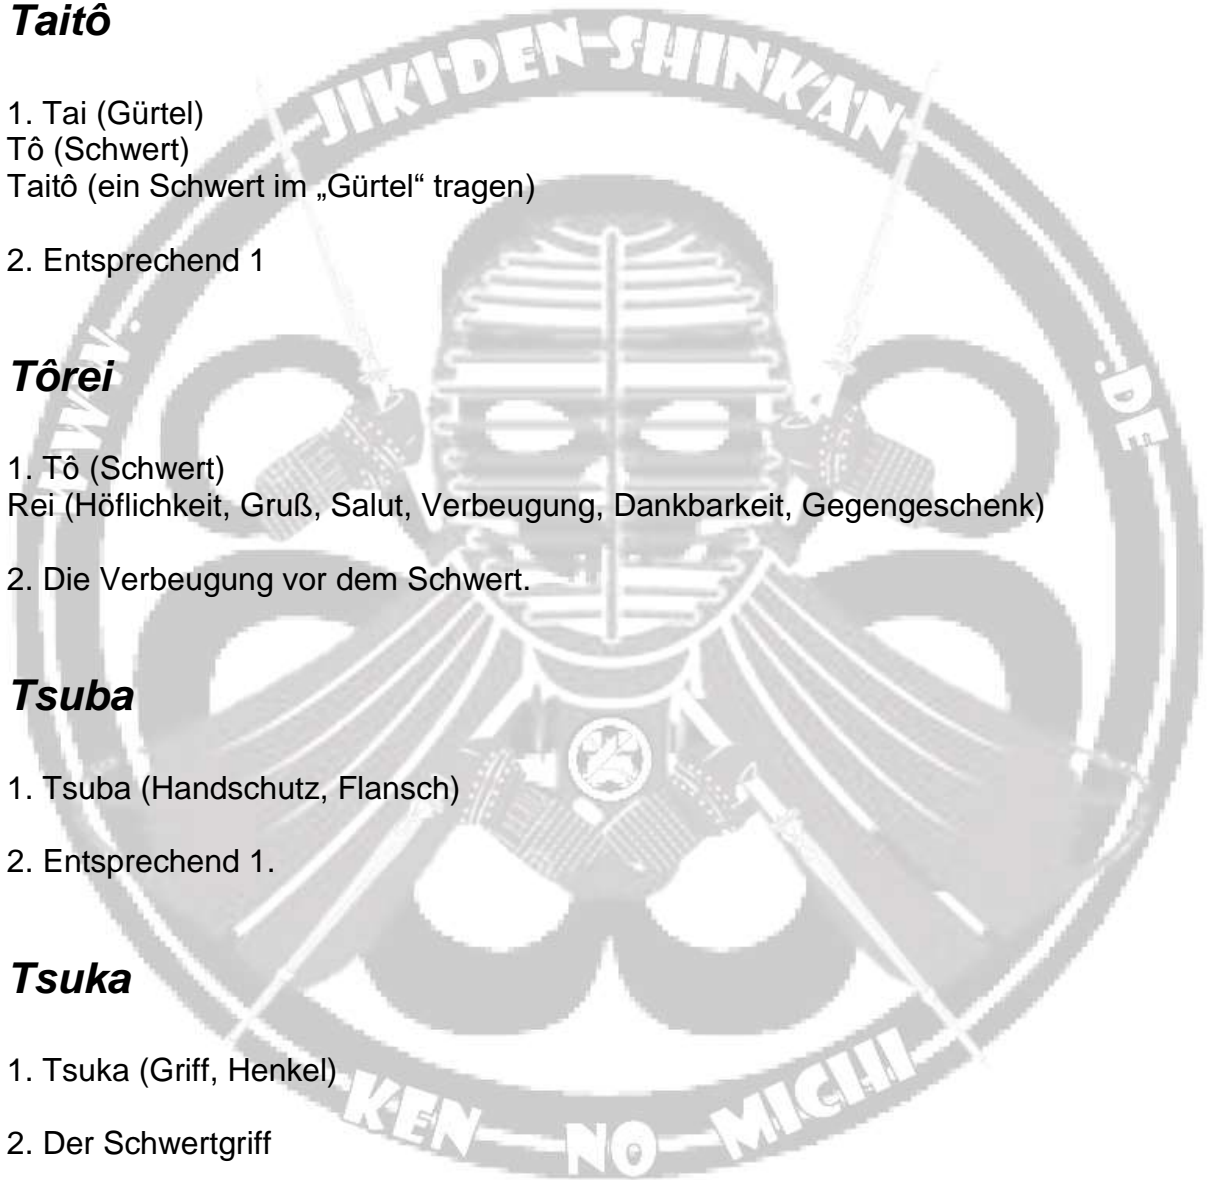 Taitô
1. Tai (Gürtel)
Tô (Schwert)
Taitô (ein Schwert im „Gürtel“ tragen)
2. Entsprechend 1
Tôrei
1. Tô (Schwert)
Rei (Höflichkeit, Gruß, Salut, Verbeugung, Dankbarkeit, Gegengeschenk)
2. Die Verbeugung vor dem Schwert.
Tsuba
1. Tsuba (Handschutz, Flansch)
2. Entsprechend 1.
Tsuka
1. Tsuka (Griff, Henkel)
2. Der Schwertgriff
WWW.
JIKI-DEN-SHINKAN
.DE
KEN NO MICHI